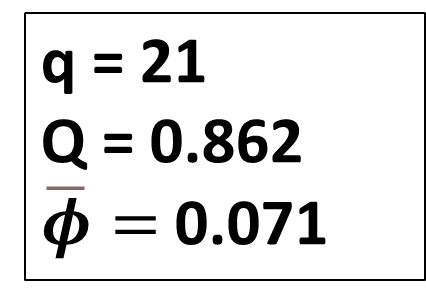 q = 21
Q = 0.862
ϕ̅ = 0.071